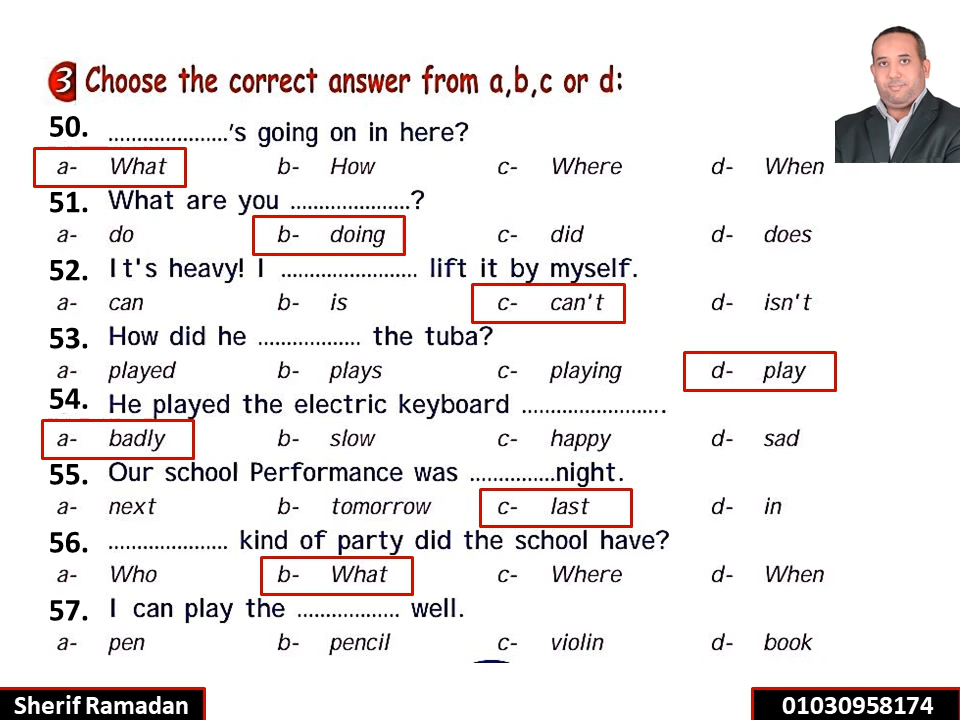 3 Choose the correct answer from a,b,c or d:
50. .....................'s going on in here?
a- What b- How c- Where d- When
51. What are you .....................?
a- do b- doing c- did d- does
52. It's heavy! I ........................ lift it by myself.
a- can b- is c- can't d- isn't
53. How did he .................. the tuba?
a- played b- plays c- playing d- play
54. He played the electric keyboard ........................
a- badly b- slow c- happy d- sad
55. Our school Performance was ...............night.
a- next b- tomorrow c- last d- in
56. ..................... kind of party did the school have?
a- Who b- What c- Where d- When
57. I can play the .................. well.
a- pen b- pencil c- violin d- book
Sherif Ramadan 01030958174